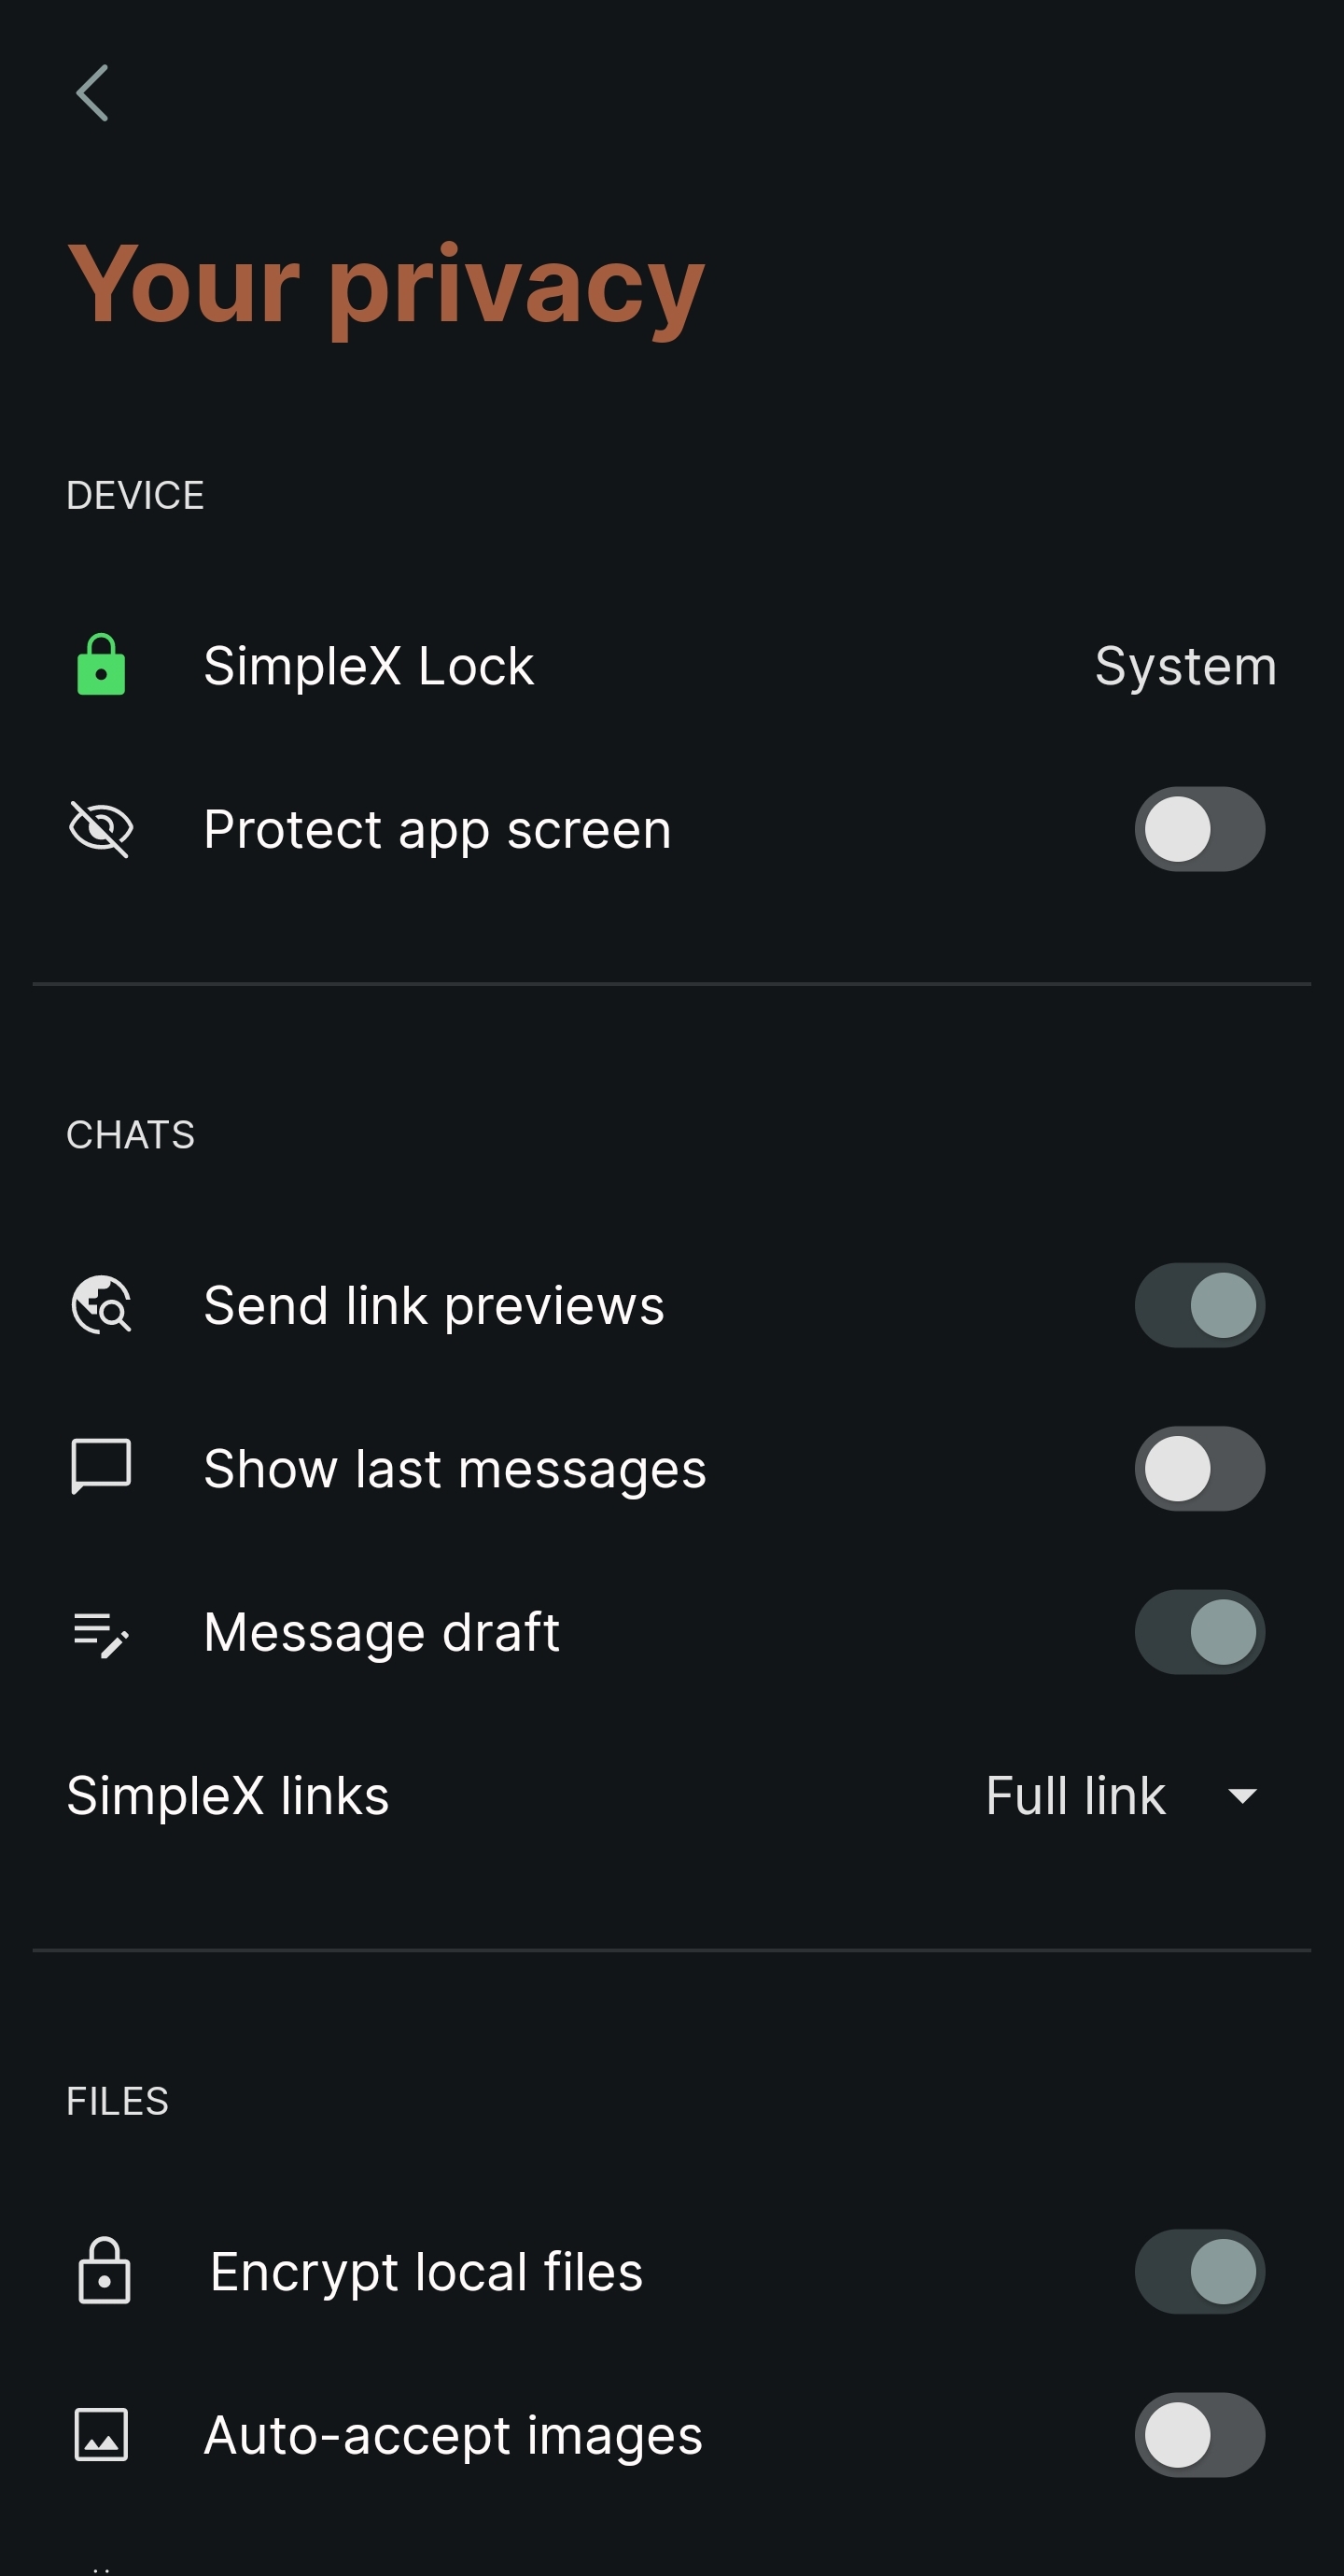 Your privacy
DEVICE
SimpleX Lock System
Protect app screen
CHATS
Send link previews
Show last messages
Message draft
SimpleX links Full link
FILES
Encrypt local files
Auto-accept images